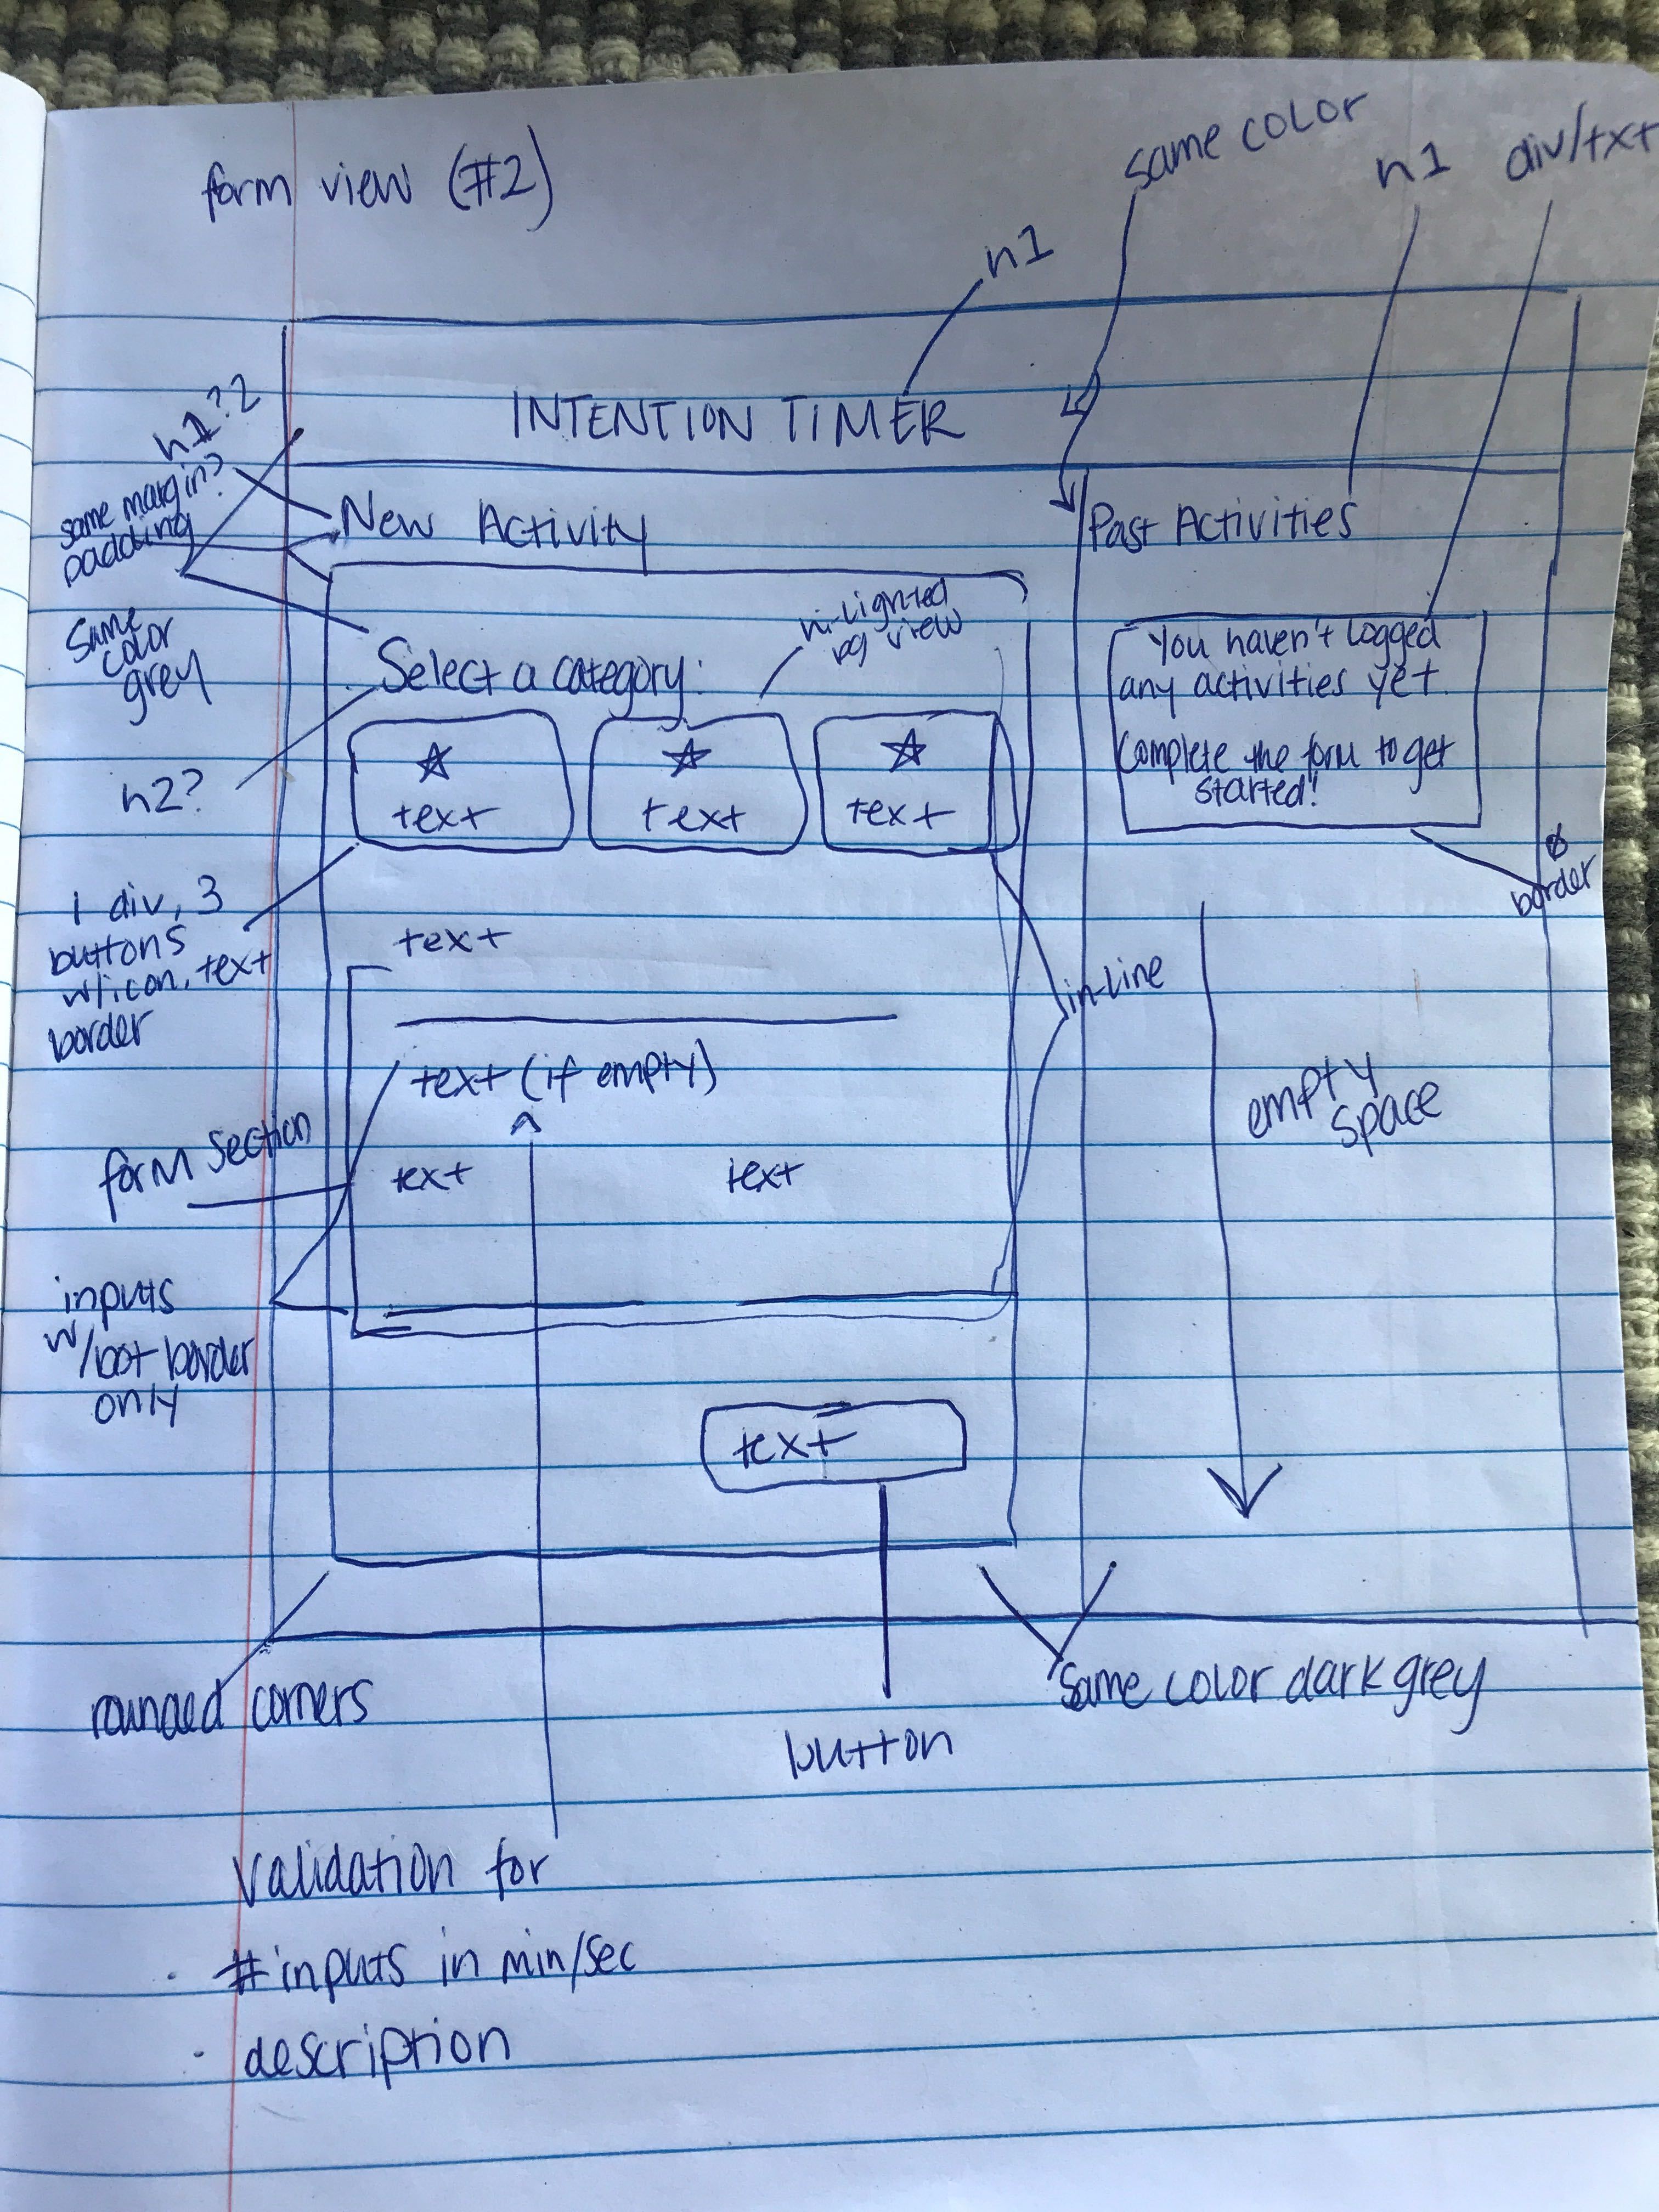 form view (#2)
same color
h1
div/txt
h1
INTENTION TIMER
h1?2
same margin?
padding
New Activity
Past Activities
Same
color
grey
hi-lighted
bg view
Select a category:
You haven't logged
any activities yet.
Complete the form to get
started!
h2?
text
text
text
∅
border
1 div, 3
buttons
w/icon, text
border
text
in-line
text (if empty)
empty
space
form section
text
text
inputs
w/bot border
only
text
rounded corners
same color dark grey
button
Validation for
· # inputs in min/sec
· description